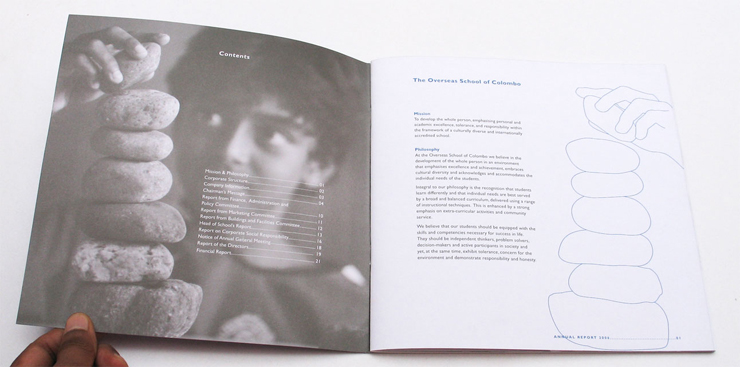 Contents
Mission & Philosophy
Corporate Structure
Company Information 02
Chairman's Message 04
Report from Finance, Administration and
Policy Committee 10
Report from Marketing Committee 11
Report from Buildings and Facilities Committee
Head of School's Report 15
Report on Corporate Social Responsibility 16
Notice of Annual General Meeting 18
Report of the Directors 19
Financial Report 21
The Overseas School of Colombo
Mission
To develop the whole person, emphasizing personal and
academic excellence, tolerance, and responsibility within
the framework of a culturally diverse and internationally
accredited school.
Philosophy
At the Overseas School of Colombo we believe in the
development of the whole person in an environment
that emphasizes excellence and achievement, embraces
cultural diversity and acknowledges and accommodates the
individual needs of the students.
Integral to our philosophy is the recognition that students
learn differently and that individual needs are best served
by a broad and balanced curriculum, delivered using a range
of instructional techniques. This is enhanced by a strong
emphasis on extra-curricular activities and community
service.
We believe that our students should be equipped with the
skills and competencies necessary for success in life.
They should be independent thinkers, problem solvers,
decision-makers and active participants in society and
yet, at the same time, exhibit tolerance, concern for the
environment and demonstrate responsibility and honesty.
ANNUAL REPORT